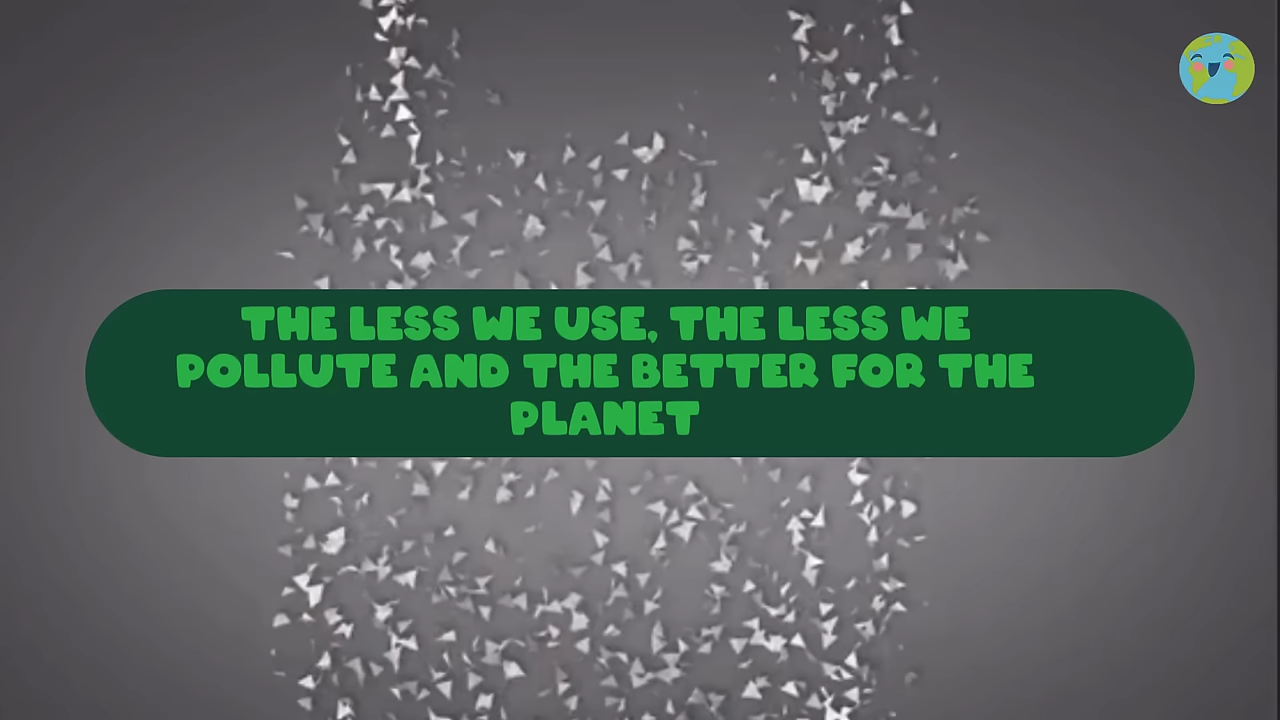 THE LESS WE USE, THE LESS WE
POLLUTE AND THE BETTER FOR THE
PLANET